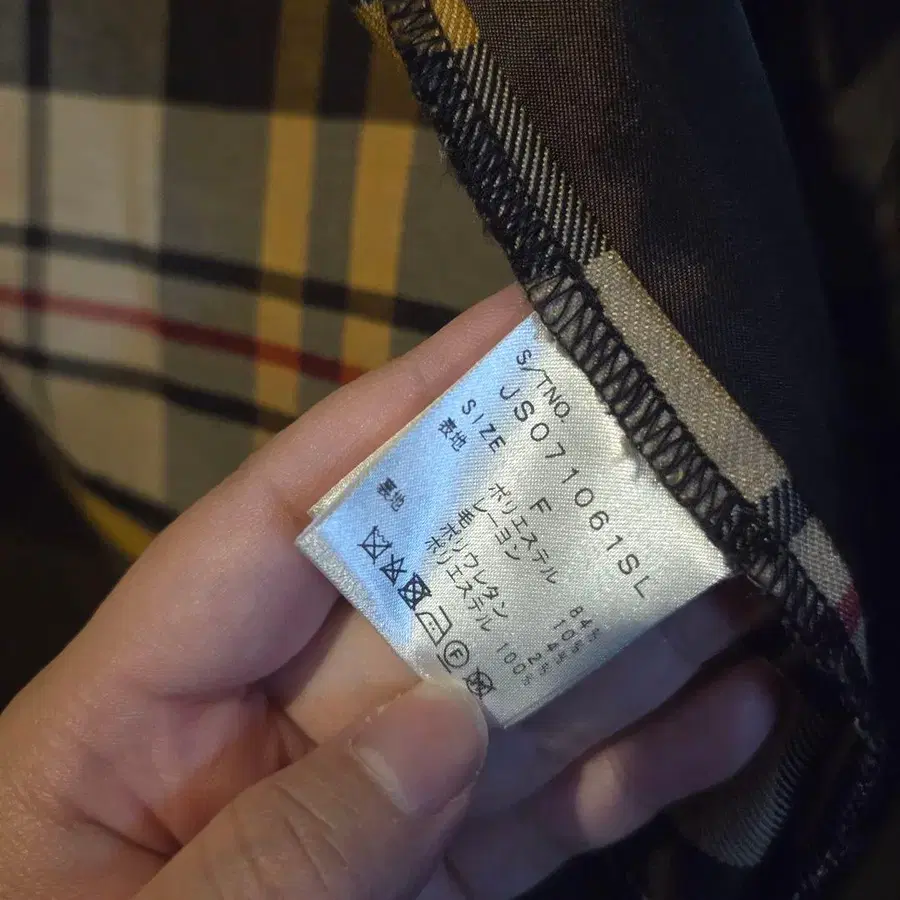 S/TNO.
JS071061SL
SIZE F
表地 ポリエステル 84%
レーヨン 10%
毛 4%
ポリウレタン 2%
裏地 ポリエステル 100%
F